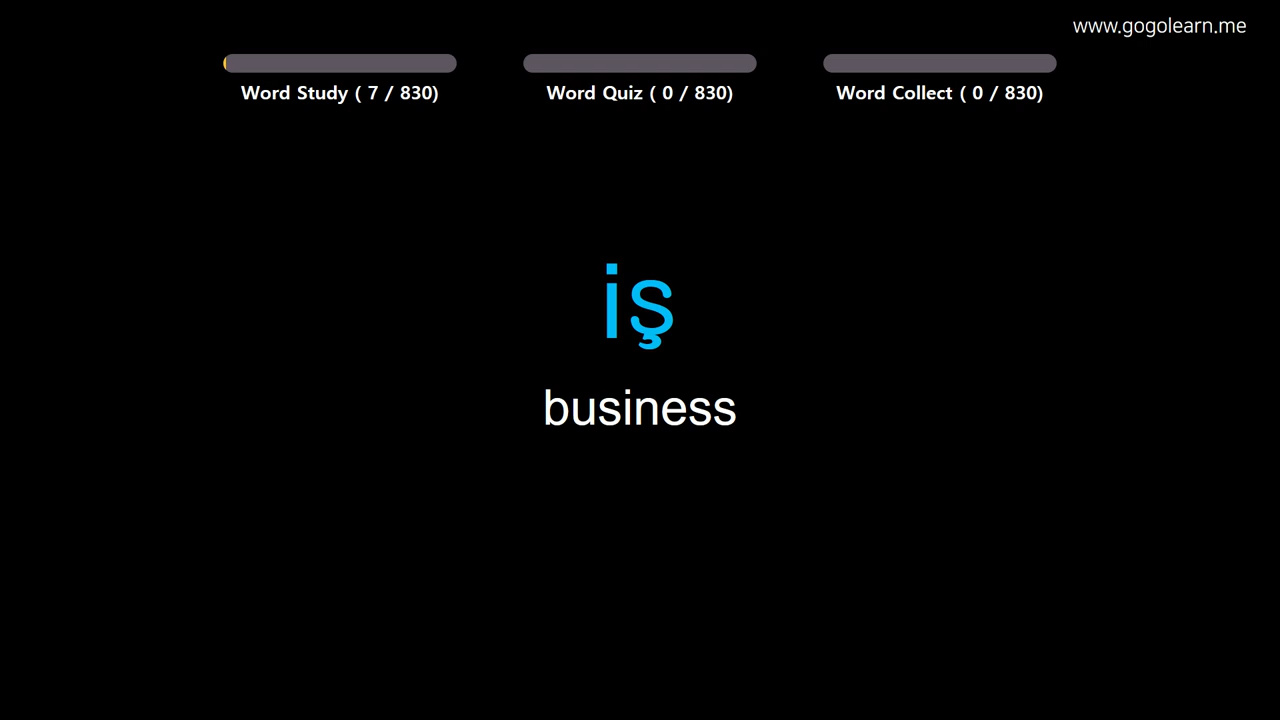 www.gogolearn.me
Word Study ( 7 / 830)
Word Quiz ( 0 / 830)
Word Collect ( 0 / 830)
iş
business